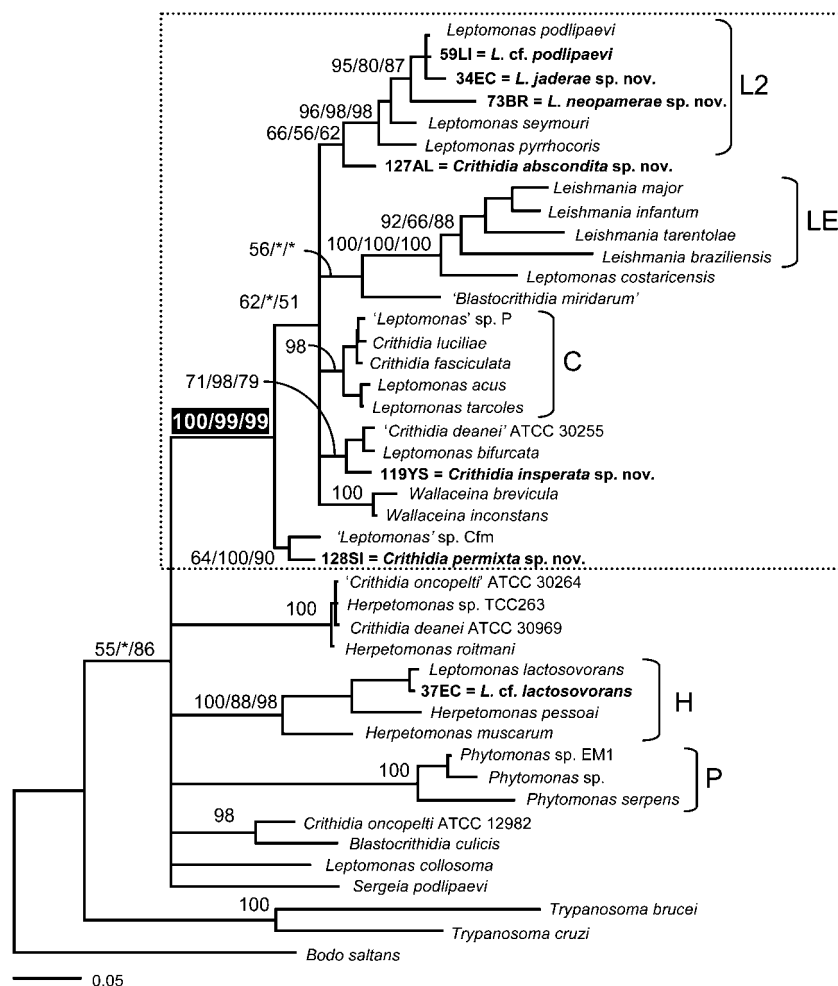 Leptomonas podlipaevi
59LI = L. cf. podlipaevi
95/80/87
34EC = L. jaderae sp. nov.
L2
73BR = L. neopamerae sp. nov.
96/98/98
Leptomonas seymouri
66/56/62
Leptomonas pyrrhocoris
127AL = Crithidia abscondita sp. nov.
Leishmania major
92/66/88
Leishmania infantum
LE
Leishmania tarentolae
56/*/*
100/100/100
Leishmania braziliensis
Leptomonas costaricensis
'Blastocrithidia miridarum'
62/*/51
'Leptomonas' sp. P
98
Crithidia luciliae
Crithidia fasciculata
C
71/98/79
Leptomonas acus
Leptomonas tarcoles
100/99/99
'Crithidia deanei' ATCC 30255
Leptomonas bifurcata
119YS = Crithidia insperata sp. nov.
100
Wallaceina brevicula
Wallaceina inconstans
'Leptomonas' sp. Cfm
64/100/90
128SI = Crithidia permixta sp. nov.
'Crithidia oncopelti' ATCC 30264
100
Herpetomonas sp. TCC263
Crithidia deanei ATCC 30969
55/*/86
Herpetomonas roitmani
Leptomonas lactosovorans
100/88/98
37EC = L. cf. lactosovorans
H
Herpetomonas pessoai
Herpetomonas muscarum
Phytomonas sp. EM1
100
Phytomonas sp.
P
Phytomonas serpens
98
Crithidia oncopelti ATCC 12982
Blastocrithidia culicis
Leptomonas collosoma
Sergeia podlipaevi
100
Trypanosoma brucei
Trypanosoma cruzi
Bodo saltans
0.05